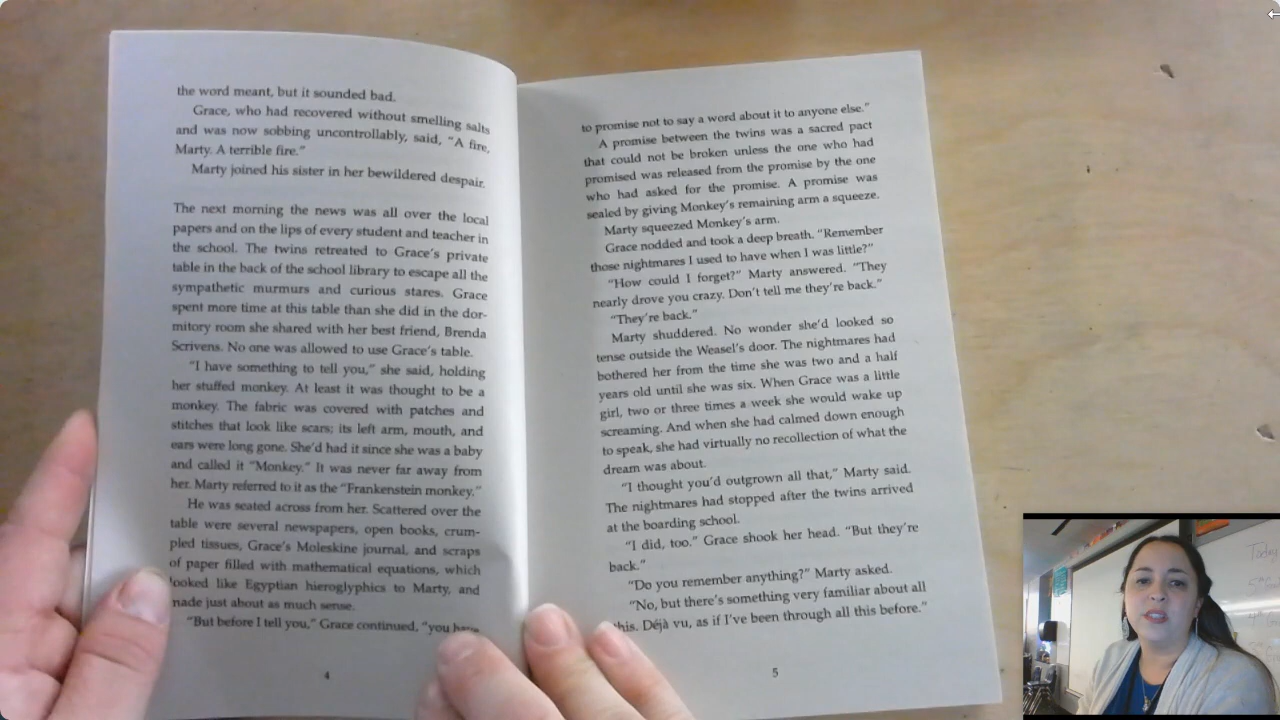 the word meant, but it sounded bad.
Grace, who had recovered without smelling salts
and was now sobbing uncontrollably, said, “A fire,
Marty. A terrible fire.”
Marty joined his sister in her bewildered despair.
The next morning the news was all over the local
papers and on the lips of every student and teacher in
the school. The twins retreated to Grace’s private
table in the back of the school library to escape all the
sympathetic murmurs and curious stares. Grace
spent more time at this table than she did in the dor-
mitory room she shared with her best friend, Brenda
Scrivens. No one was allowed to use Grace’s table.
“I have something to tell you,” she said, holding
her stuffed monkey. At least it was thought to be a
monkey. The fabric was covered with patches and
stitches that look like scars; its left arm, mouth, and
ears were long gone. She’d had it since she was a baby
and called it “Monkey.” It was never far away from
her. Marty referred to it as the “Frankenstein monkey.”
He was seated across from her. Scattered over the
table were several newspapers, open books, crum-
pled tissues, Grace’s Moleskine journal, and scraps
of paper filled with mathematical equations, which
looked like Egyptian hieroglyphics to Marty, and
made just about as much sense.
“But before I tell you,” Grace continued, “you have
4
to promise not to say a word about it to anyone else.”
A promise between the twins was a sacred pact
that could not be broken unless the one who had
promised was released from the promise by the one
who had asked for the promise. A promise was
sealed by giving Monkey’s remaining arm a squeeze.
Marty squeezed Monkey’s arm.
Grace nodded and took a deep breath. “Remember
those nightmares I used to have when I was little?”
“How could I forget?” Marty answered. “They
nearly drove you crazy. Don’t tell me they’re back.”
“They’re back.”
Marty shuddered. No wonder she’d looked so
tense outside the Weasel’s door. The nightmares had
bothered her from the time she was two and a half
years old until she was six. When Grace was a little
girl, two or three times a week she would wake up
screaming. And when she had calmed down enough
to speak, she had virtually no recollection of what the
dream was about.
“I thought you’d outgrown all that,” Marty said.
The nightmares had stopped after the twins arrived
at the boarding school.
“I did, too.” Grace shook her head. “But they’re
back.”
“Do you remember anything?” Marty asked.
“No, but there’s something very familiar about all
this. Déjà vu, as if I’ve been through all this before.”
5
Today